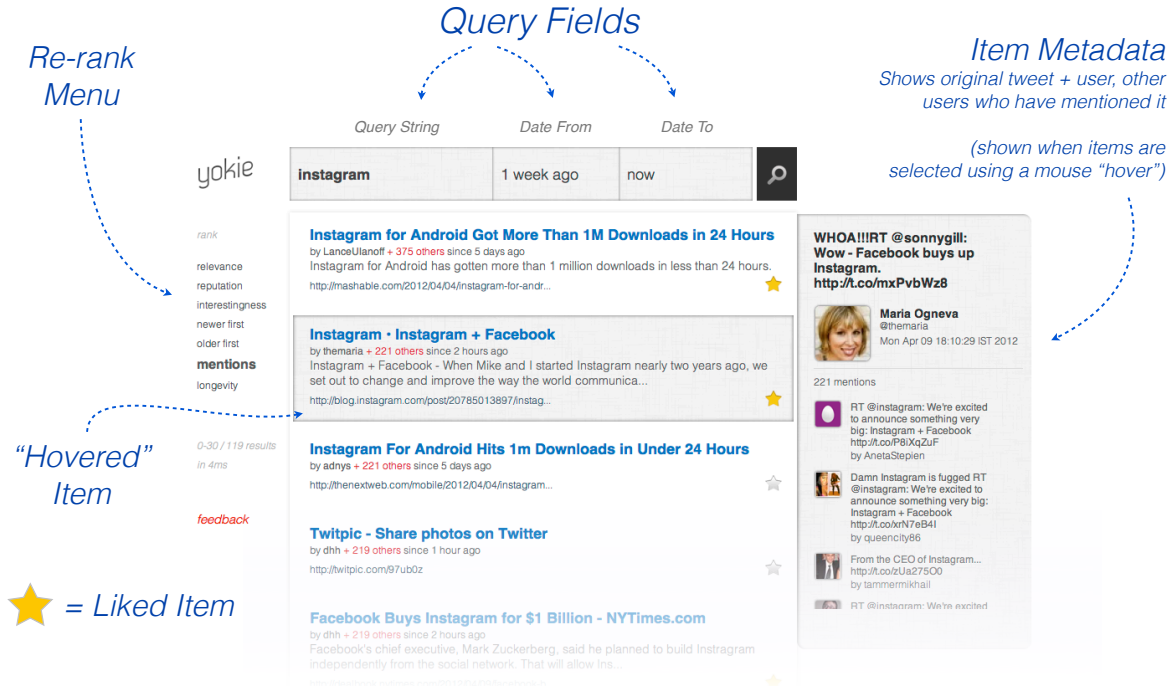 Query Fields
Re-rank
Menu
Item Metadata
Shows original tweet + user, other
users who have mentioned it
(shown when items are
selected using a mouse “hover”)
Query String
Date From
Date To
yokie
instagram
1 week ago
now
rank
relevance
reputation
interestingness
newer first
older first
mentions
longevity
0-30 / 119 results
in 4ms
feedback
“Hovered”
Item
= Liked Item
Instagram for Android Got More Than 1M Downloads in 24 Hours
by LanceUlanoff + 375 others since 5 days ago
Instagram for Android has gotten more than 1 million downloads in less than 24 hours.
http://mashable.com/2012/04/04/instagram-for-andr...
Instagram • Instagram + Facebook
by themaria + 221 others since 2 hours ago
Instagram + Facebook - When Mike and I started Instagram nearly two years ago, we
set out to change and improve the way the world communica...
http://blog.instagram.com/post/20785013897/instag...
Instagram For Android Hits 1m Downloads in Under 24 Hours
by adnys + 221 others since 5 days ago
http://thenextweb.com/mobile/2012/04/04/instagram...
Twitpic - Share photos on Twitter
by dhh + 219 others since 1 hour ago
http://twitpic.com/97ub0z
Facebook Buys Instagram for $1 Billion - NYTimes.com
by dhh + 219 others since 2 hours ago
Facebook's chief executive, Mark Zuckerberg, said he planned to build Instragram
independently from the social network. That will allow Ins...
WHOA!!!RT @sonnygill:
Wow - Facebook buys up
Instagram.
http://t.co/mxPvbWz8
Maria Ogneva
@themaria
Mon Apr 09 18:10:29 IST 2012
221 mentions
RT @instagram: We're excited
to announce something very
big: Instagram + Facebook
http://t.co/P8iXqZuF
by AnetaStepien
Damn Instagram is fugged RT
@instagram: We're excited to
announce something very big:
Instagram + Facebook
http://t.co/xrN7eB4I
by queencity86
From the CEO of Instagram...
http://t.co/zUa275O0
by tammermikhail
RT @instagram: We're excited